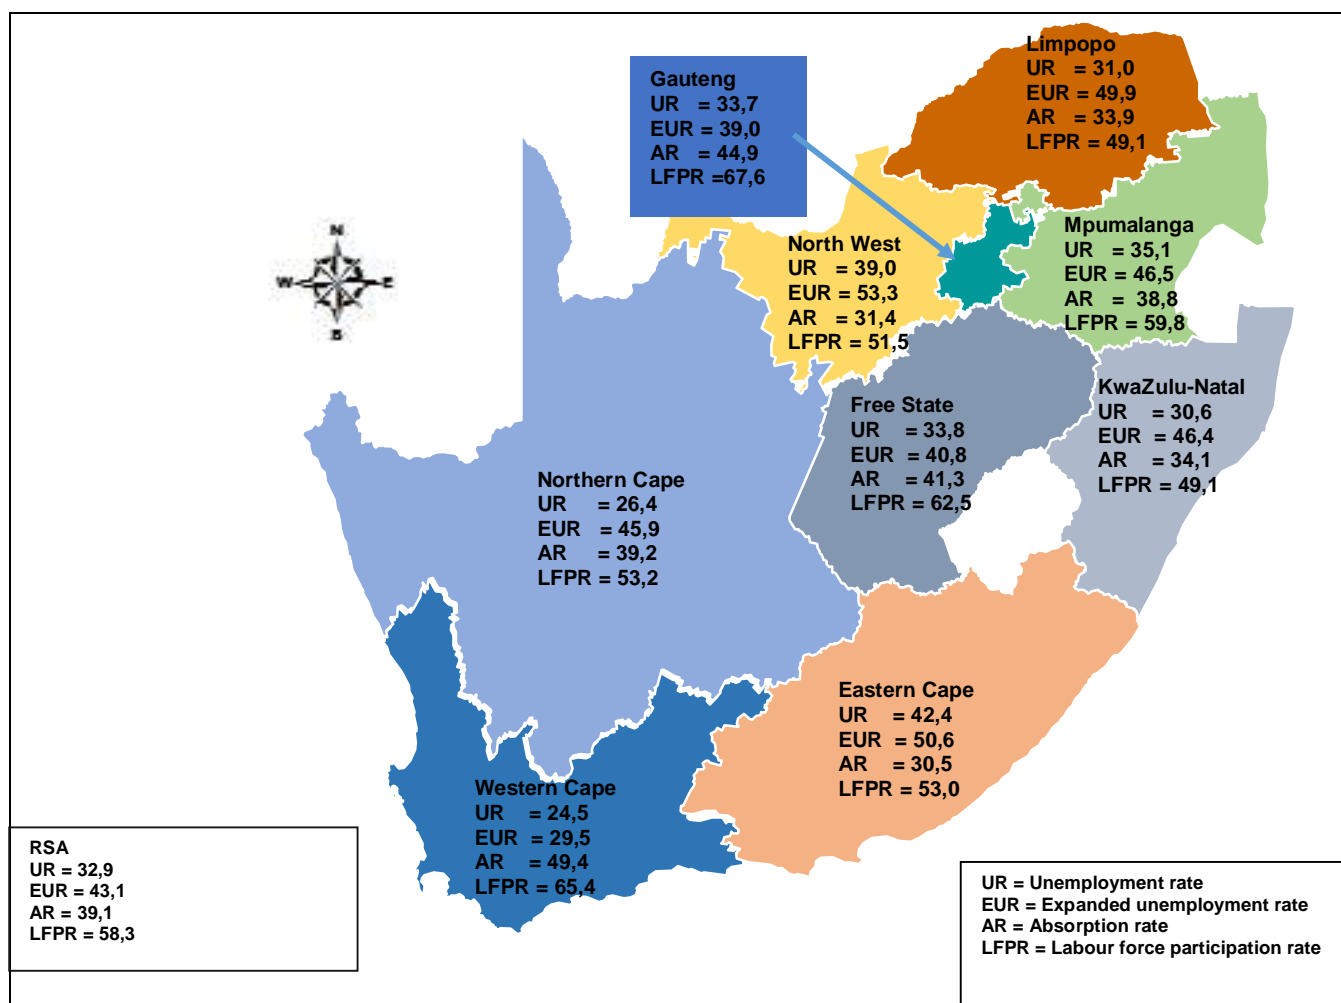 Limpopo
UR = 31,0
EUR = 49,9
AR = 33,9
LFPR = 49,1
Gauteng
UR = 33,7
EUR = 39,0
AR = 44,9
LFPR =67,6
Mpumalanga
UR = 35,1
EUR = 46,5
AR = 38,8
LFPR = 59,8
North West
UR = 39,0
EUR = 53,3
AR = 31,4
LFPR = 51,5
N
W
E
S
KwaZulu-Natal
UR = 30,6
EUR = 46,4
AR = 34,1
LFPR = 49,1
Free State
UR = 33,8
EUR = 40,8
AR = 41,3
LFPR = 62,5
Northern Cape
UR = 26,4
EUR = 45,9
AR = 39,2
LFPR = 53,2
Eastern Cape
UR = 42,4
EUR = 50,6
AR = 30,5
LFPR = 53,0
Western Cape
UR = 24,5
EUR = 29,5
AR = 49,4
LFPR = 65,4
RSA
UR = 32,9
EUR = 43,1
AR = 39,1
LFPR = 58,3
UR = Unemployment rate
EUR = Expanded unemployment rate
AR = Absorption rate
LFPR = Labour force participation rate